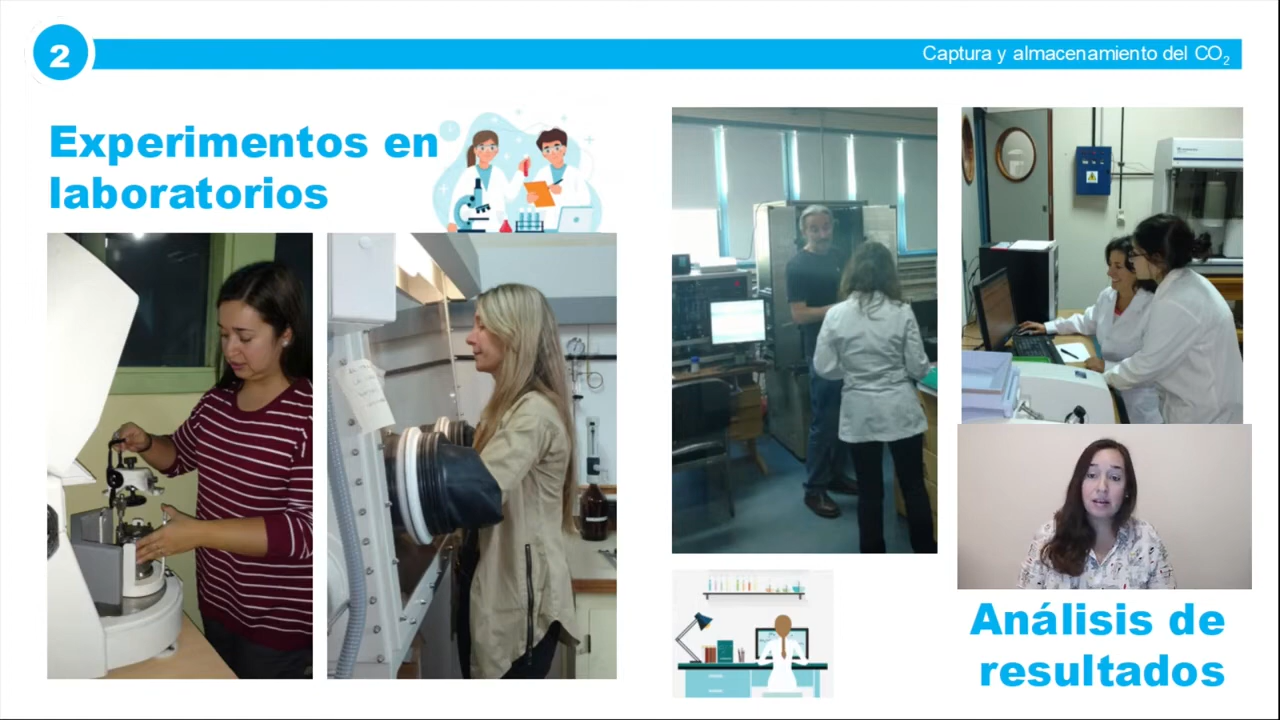 2
Captura y almacenamiento del CO₂
Experimentos en
laboratorios
Análisis de
resultados